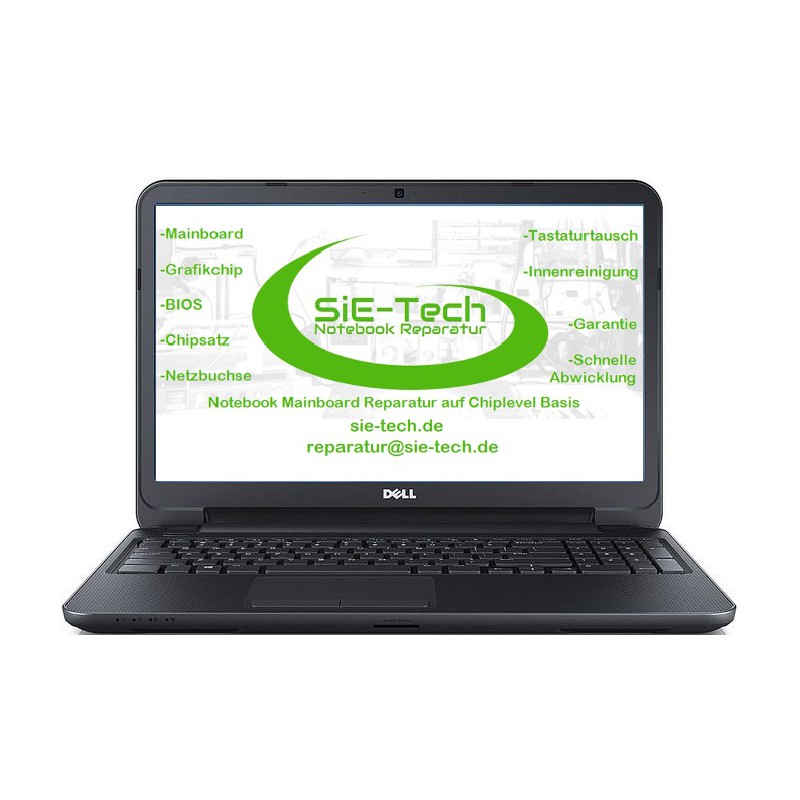 -Mainboard
-Grafikchip
-BIOS
-Chipsatz
-Netzbuchse
SiE-Tech
Notebook Reparatur
-Tastaturtausch
-Innenreinigung
-Garantie
-Schnelle
Abwicklung
Notebook Mainboard Reparatur auf Chiplevel Basis
sie-tech.de
reparatur@sie-tech.de
DELL